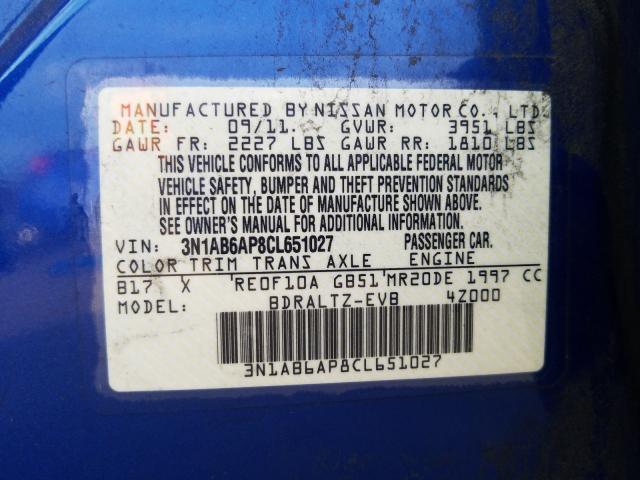 MANUFACTURED BY NISSAN MOTOR CO., LTD.
DATE: 09/11. GVWR: 3951 LBS
GAWR FR: 2227 LBS GAWR RR: 1810 LBS
THIS VEHICLE CONFORMS TO ALL APPLICABLE FEDERAL MOTOR
VEHICLE SAFETY, BUMPER AND THEFT PREVENTION STANDARDS
IN EFFECT ON THE DATE OF MANUFACTURE SHOWN ABOVE.
SEE OWNER'S MANUAL FOR ADDITIONAL INFORMATION.
VIN: 3N1AB6AP8CL651027 PASSENGER CAR.
COLOR TRIM TRANS AXLE ENGINE
B17 X RE0F10A GB51 MR20DE 1997 CC
MODEL: BDRALTZ-EVB 4Z000
3N1AB6AP8CL651027